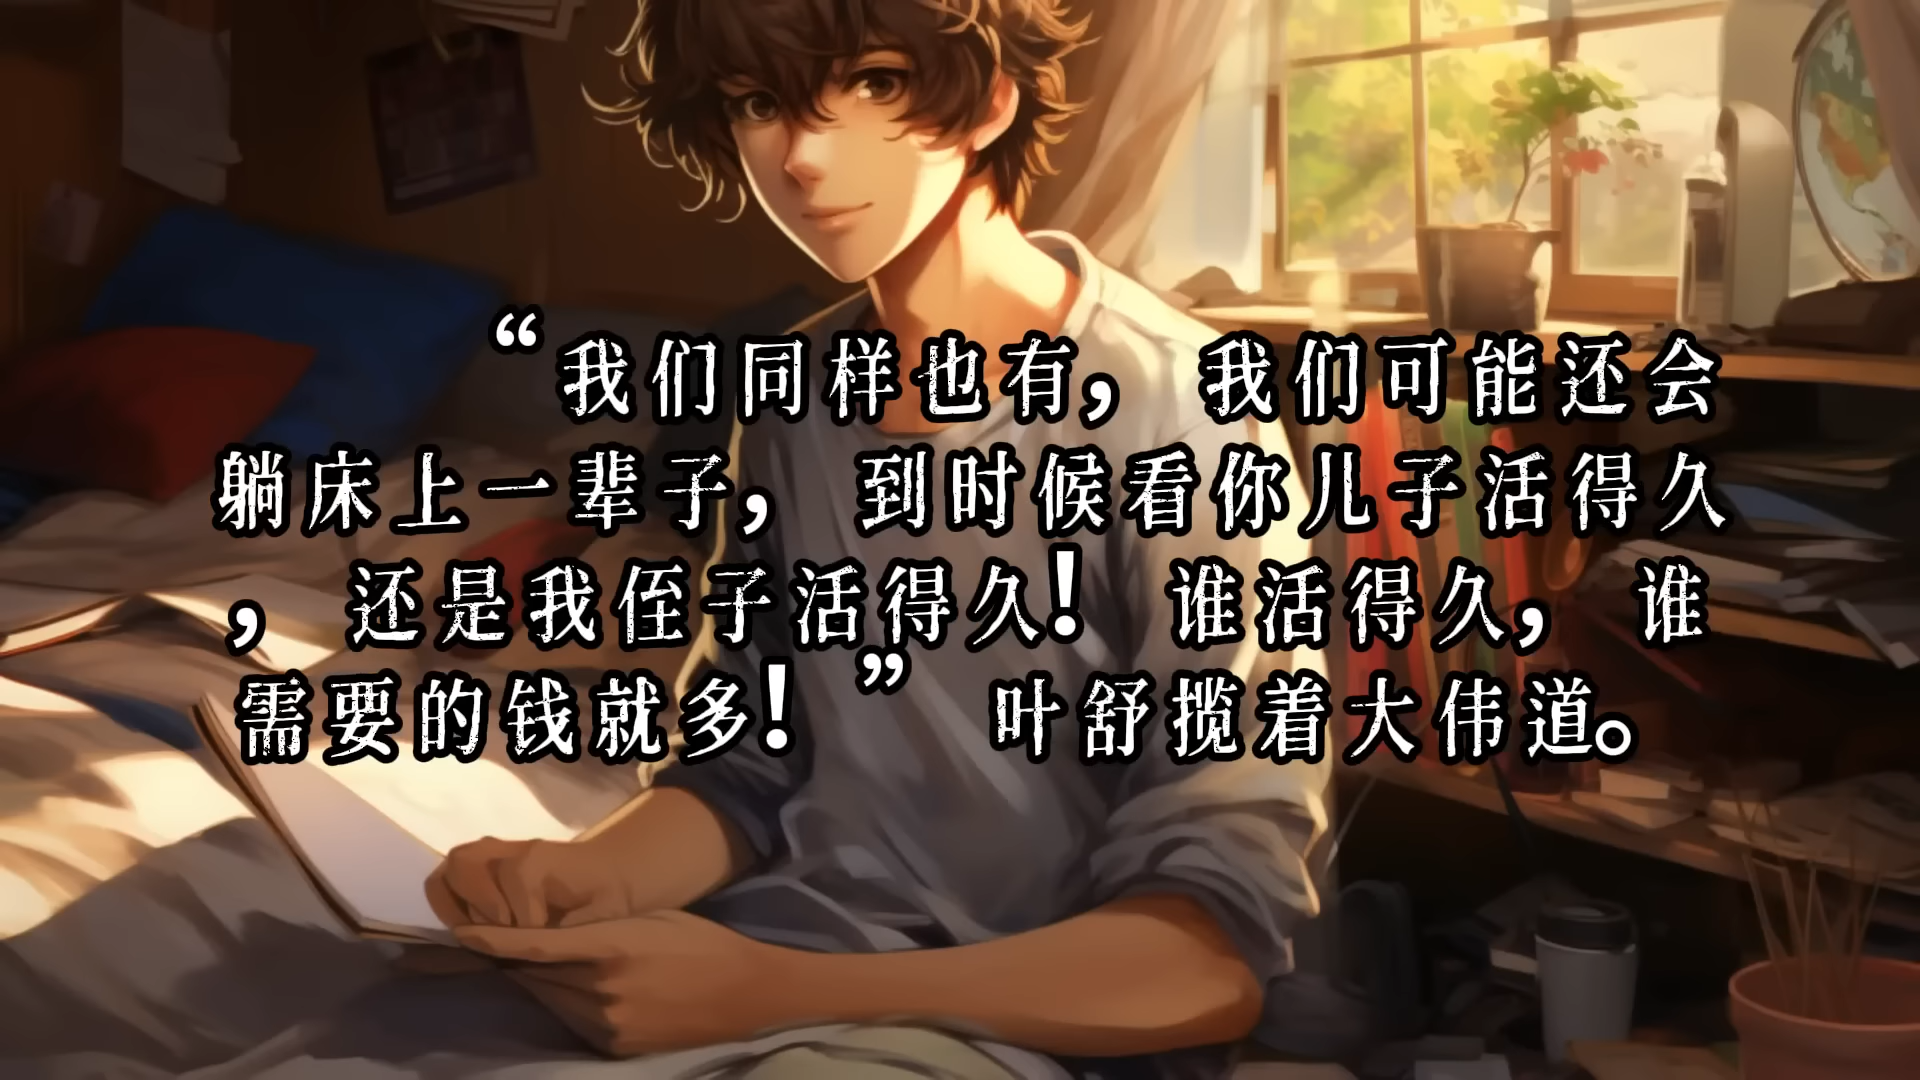 “我们同样也有，我们可能还会
躺床上一辈子，到时候看你儿子活得久
，还是我侄子活得久！谁活得久，谁
需要的钱就多！”叶舒揽着大伟道。